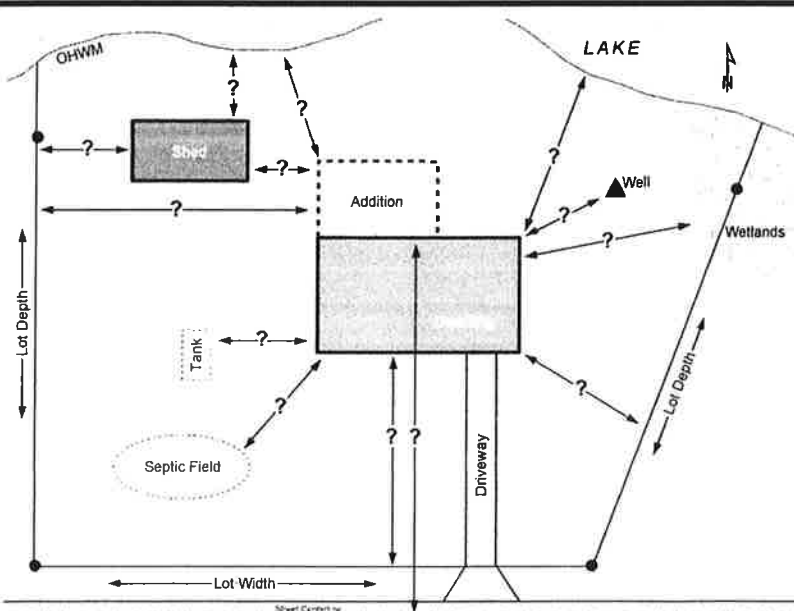 LAKE
OHWM
N
?
?
?
Shed
?
?
?
Well
?
?
Addition
?
Wetlands
Lot Depth
Tank
?
?
Lot Depth
?
?
?
Septic Field
Driveway
Lot Width